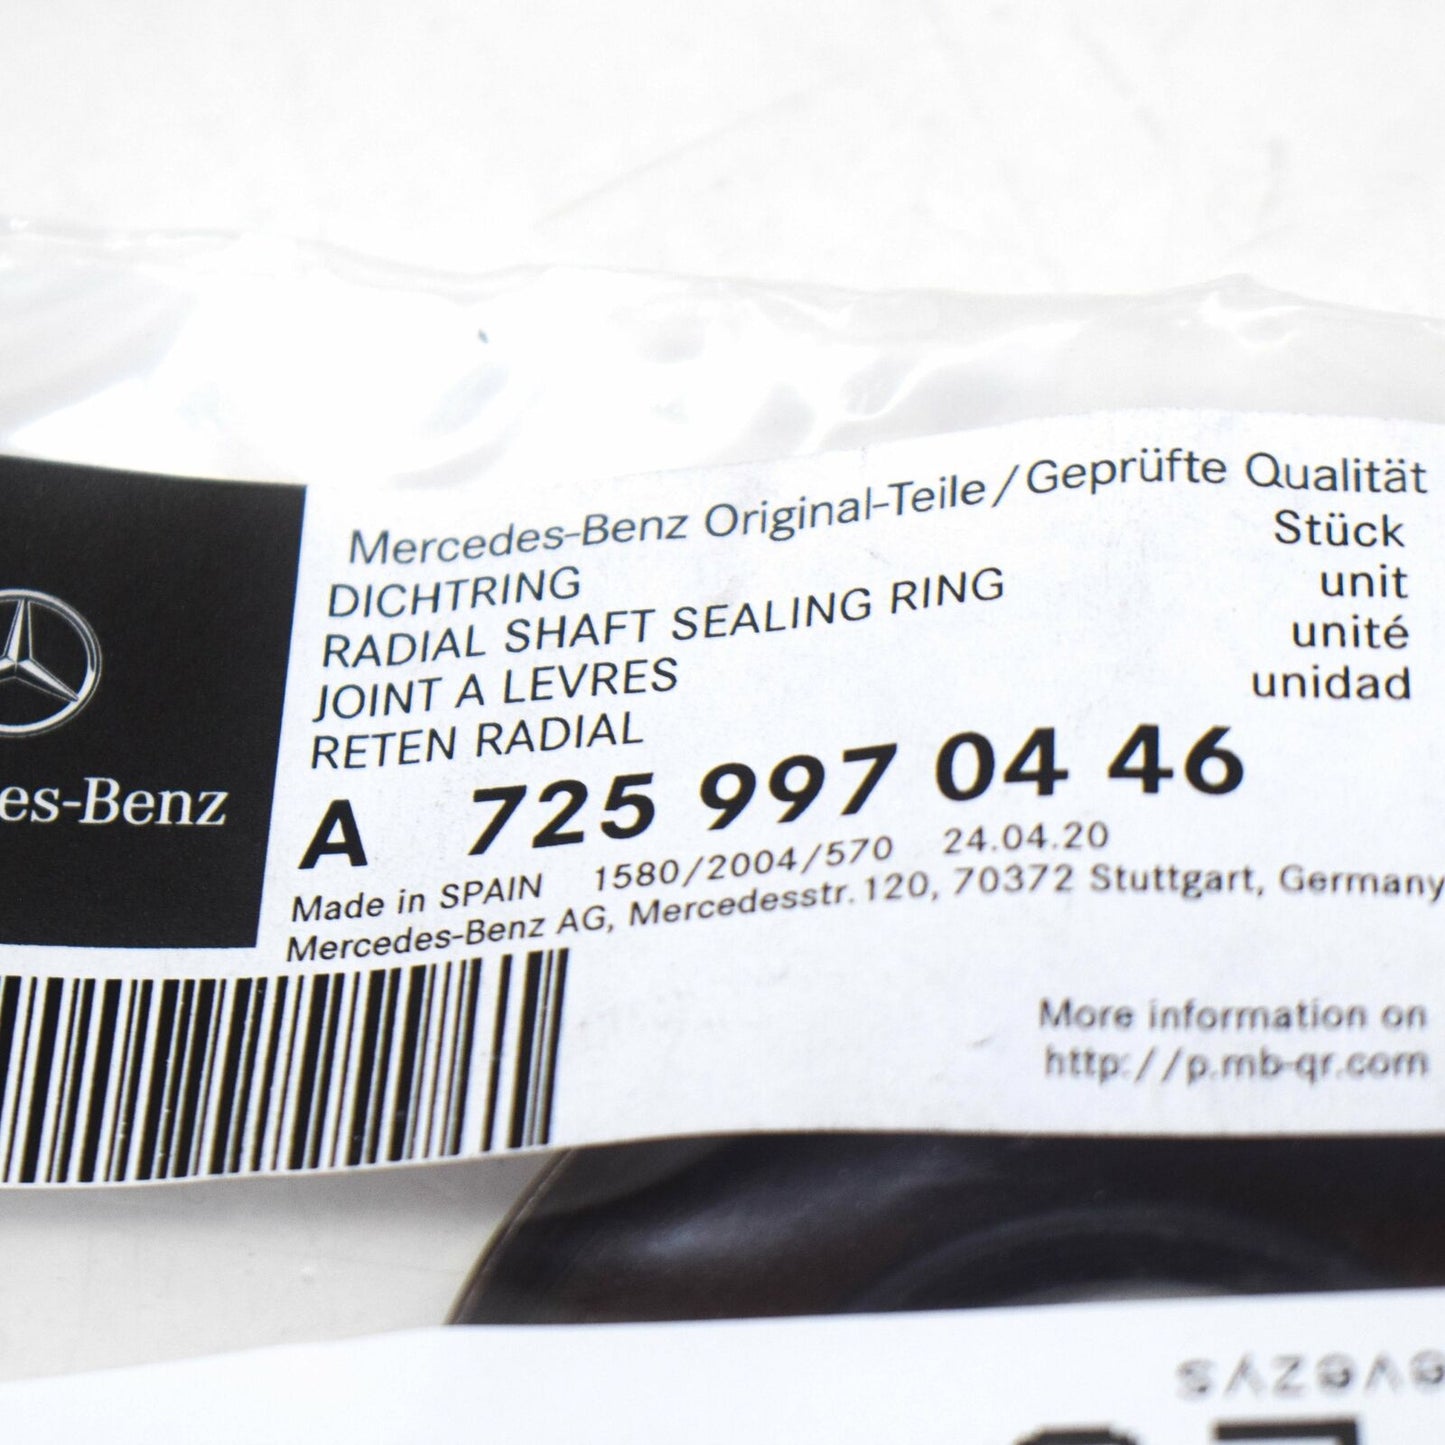 Mercedes-Benz Original-Teile/Geprüfte Qualität
DICHTRING
Stück
RADIAL SHAFT SEALING RING
unit
JOINT A LEVRES
unité
RETEN RADIAL
unidad
A 725 997 04 46
Made in SPAIN 1580/2004/570 24.04.20
Mercedes-Benz AG, Mercedesstr. 120, 70372 Stuttgart, Germany
es-Benz
More information on
http://p.mb-qr.com